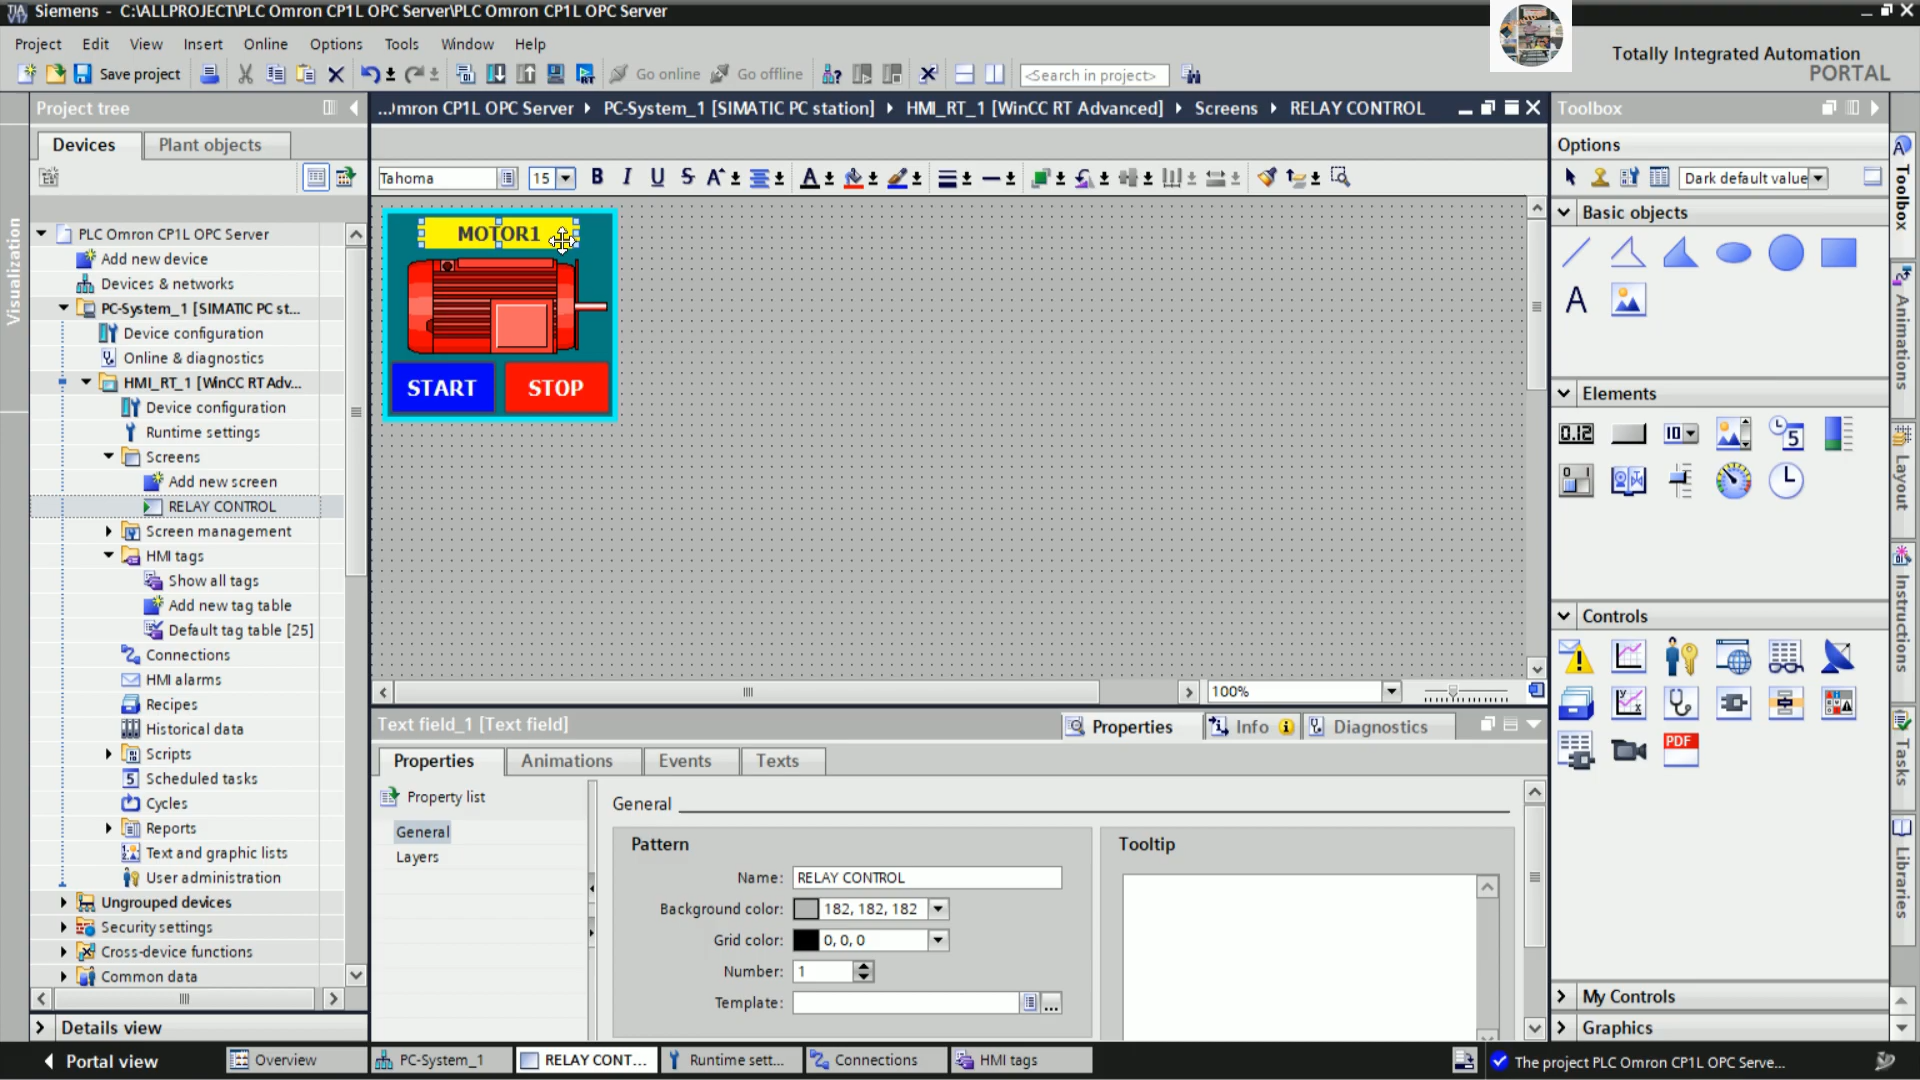 Siemens - C:\ALLPROJECT\PLC Omron CP1L OPC Server\PLC Omron CP1L OPC Server
Project Edit View Insert Online Options Tools Window Help
Totally Integrated Automation
PORTAL
Save project
Go online
Go offline
<Search in project>
Project tree
...Omron CP1L OPC Server
PC-System_1 [SIMATIC PC station]
HMI_RT_1 [WinCC RT Advanced]
Screens
RELAY CONTROL
Toolbox
Devices
Plant objects
Options
Tahoma
15
B I U S A
Dark default value
Visualization
PLC Omron CP1L OPC Server
Add new device
Devices & networks
PC-System_1 [SIMATIC PC st...
Device configuration
Online & diagnostics
HMI_RT_1 [WinCC RT Adv...
Device configuration
Runtime settings
Screens
Add new screen
RELAY CONTROL
Screen management
HMI tags
Show all tags
Add new tag table
Default tag table [25]
Connections
HMI alarms
Recipes
Historical data
Scripts
Scheduled tasks
Cycles
Reports
Text and graphic lists
User administration
Ungrouped devices
Security settings
Cross-device functions
Common data
Details view
MOTOR1
START
STOP
100%
Text field_1 [Text field]
Properties
Info
Diagnostics
Properties
Animations
Events
Texts
Property list
General
Layers
General
Pattern
Name: RELAY CONTROL
Background color: 182, 182, 182
Grid color: 0, 0, 0
Number: 1
Template:
Tooltip
Basic objects
A
Elements
0.12
10
5
Controls
PDF
My Controls
Graphics
Toolbox
Animations
Layout
Instructions
Tasks
Libraries
Portal view
Overview
PC-System_1
RELAY CONT...
Runtime sett...
Connections
HMI tags
The project PLC Omron CP1L OPC Serve...